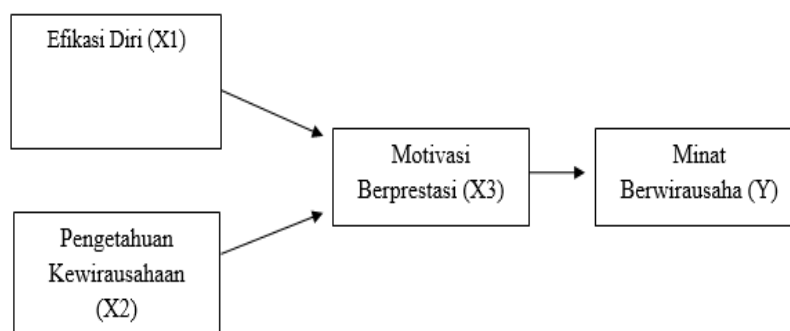 Efikasi Diri (X1)
Motivasi
Berprestasi (X3)
Minat
Berwirausaha (Y)
Pengetahuan
Kewirausahaan
(X2)